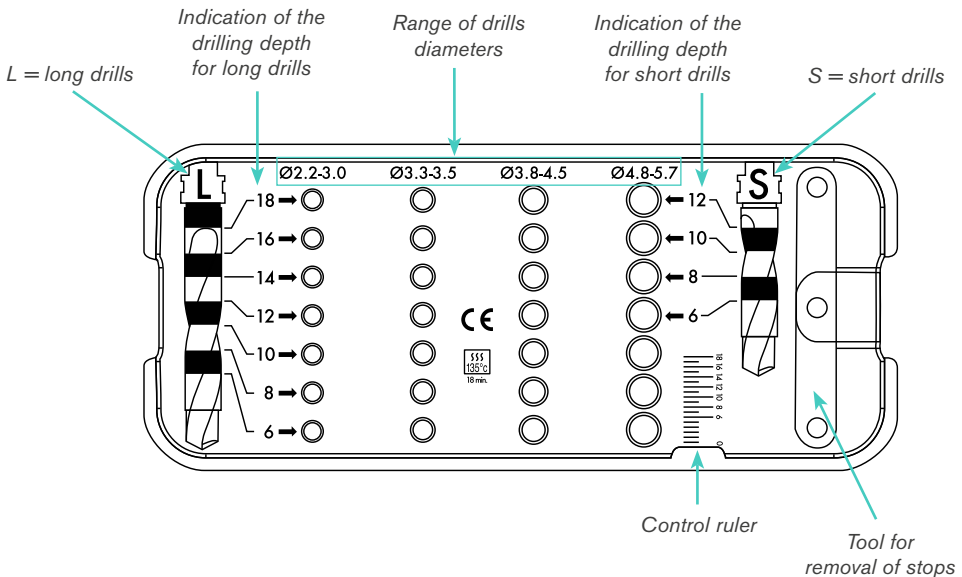 Indication of the
drilling depth
for long drills
Range of drills
diameters
Indication of the
drilling depth
for short drills
L = long drills
S = short drills
Ø2.2-3.0 Ø3.3-3.5 Ø3.8-4.5 Ø4.8-5.7
L
S
18
16
14
12
10
8
6
12
10
8
6
CE
135°c
18 min.
18
16
14
12
10
8
6
0
Control ruler
Tool for
removal of stops